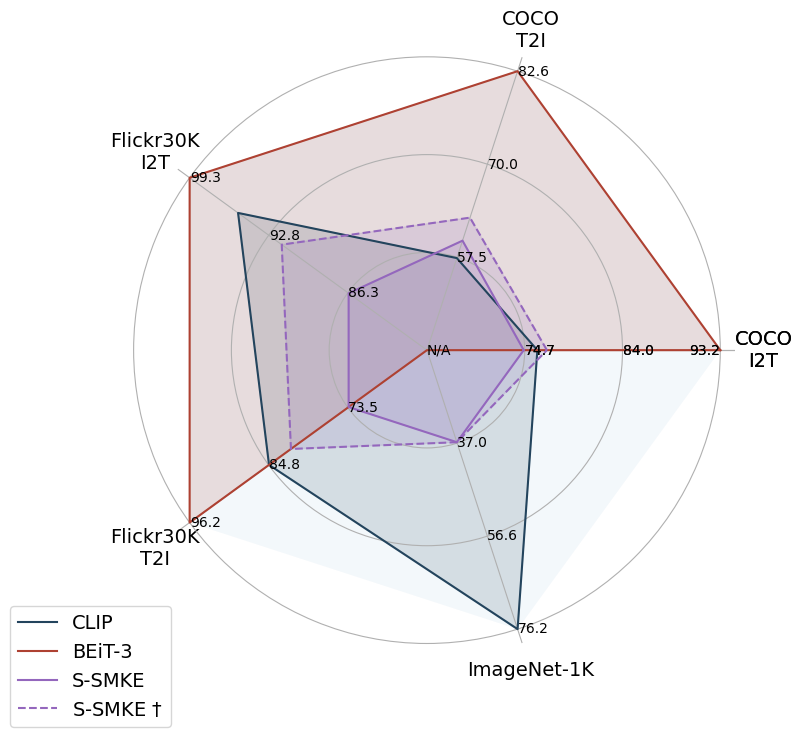 COCO
T2I
82.6
Flickr30K
I2T
99.3
70.0
92.8
57.5
86.3
N/A
74.7
84.0
93.2
COCO
I2T
73.5
37.0
84.8
96.2
Flickr30K
T2I
56.6
76.2
ImageNet-1K
CLIP
BEiT-3
S-SMKE
S-SMKE †